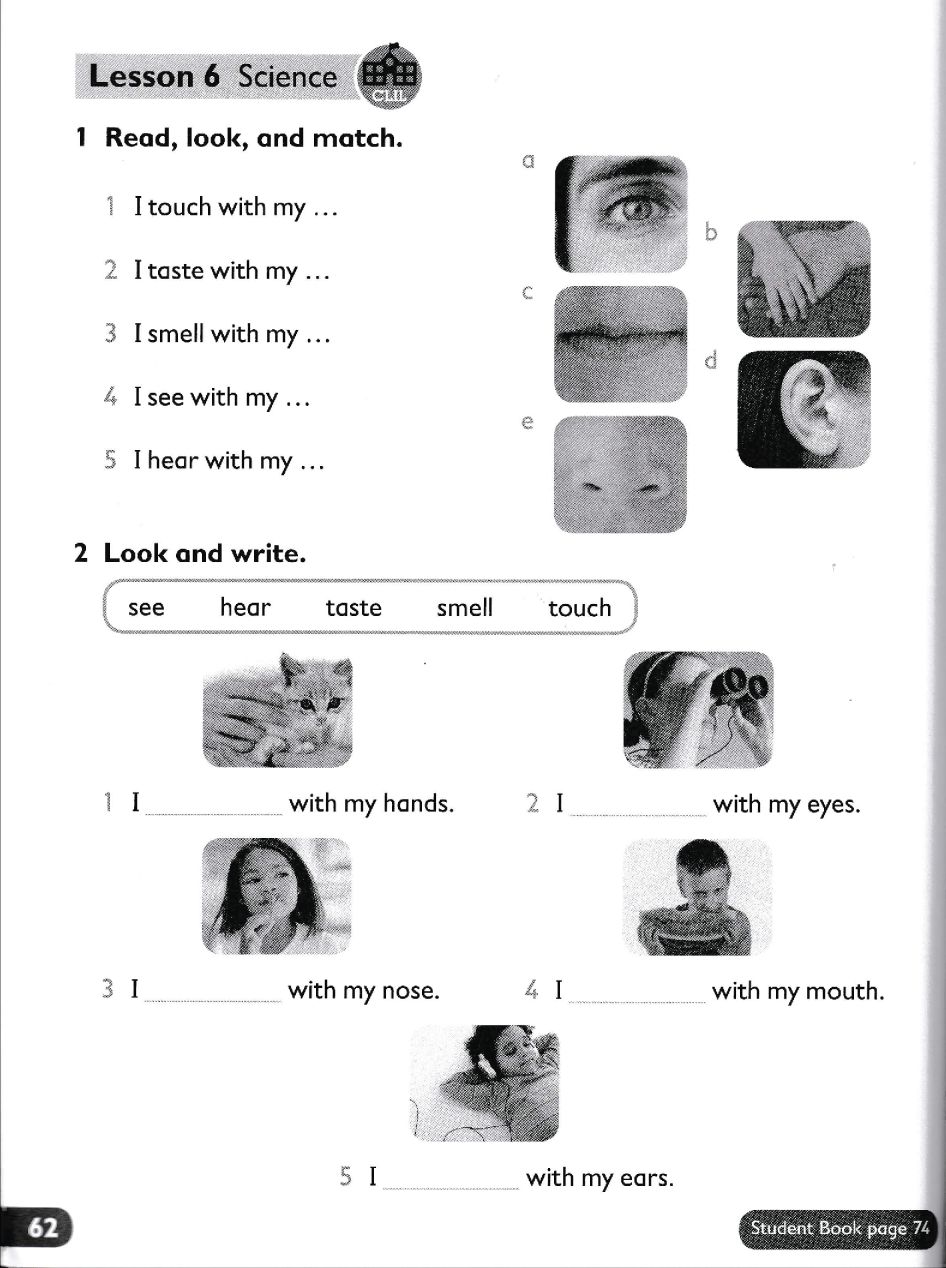 Lesson 6 Science
CLIL
1 Read, look, and match.
1 I touch with my ...
2 I taste with my ...
3 I smell with my ...
4 I see with my ...
5 I hear with my ...
a
b
c
d
e
2 Look and write.
see hear taste smell touch
1 I __________ with my hands.
2 I __________ with my eyes.
3 I __________ with my nose.
4 I __________ with my mouth.
5 I __________ with my ears.
62
Student Book page 74